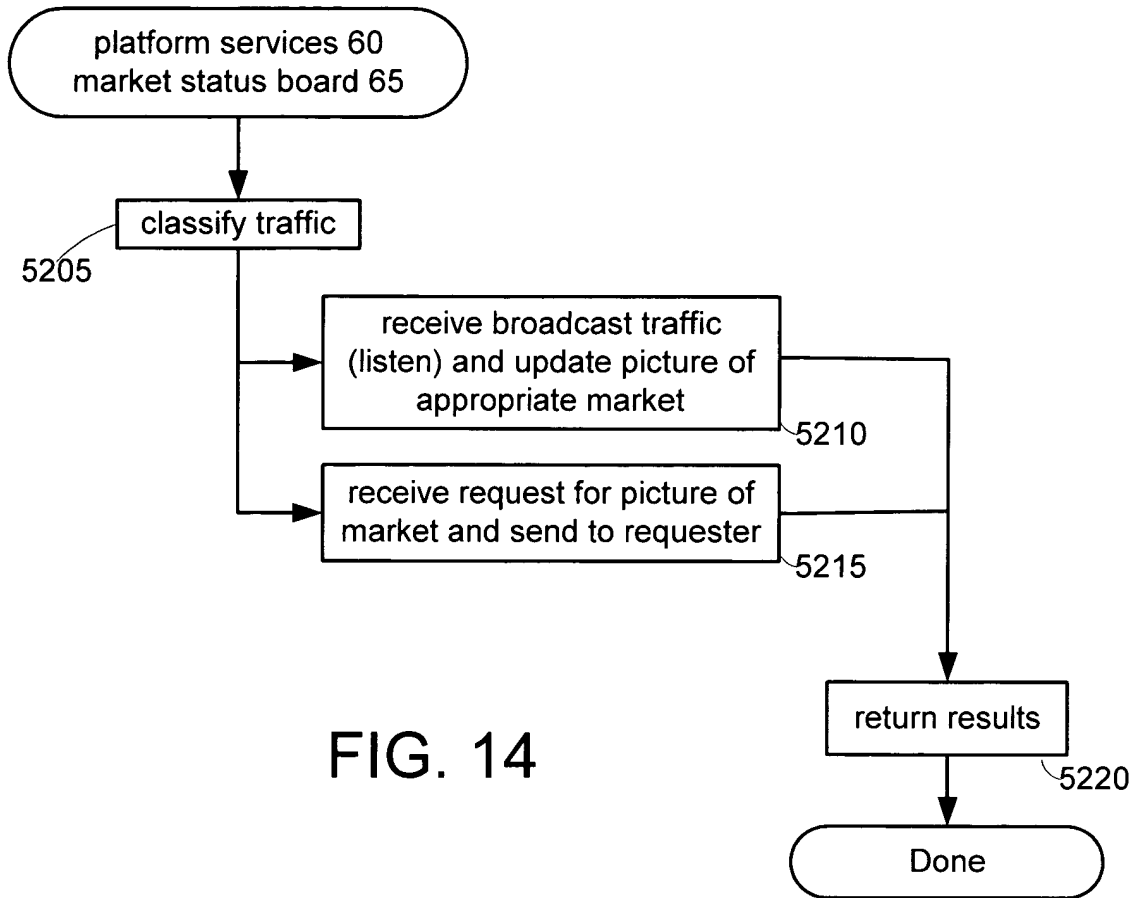 platform services 60
market status board 65
classify traffic
5205
receive broadcast traffic
(listen) and update picture of
appropriate market
5210
receive request for picture of
market and send to requester
5215
return results
5220
FIG. 14
Done